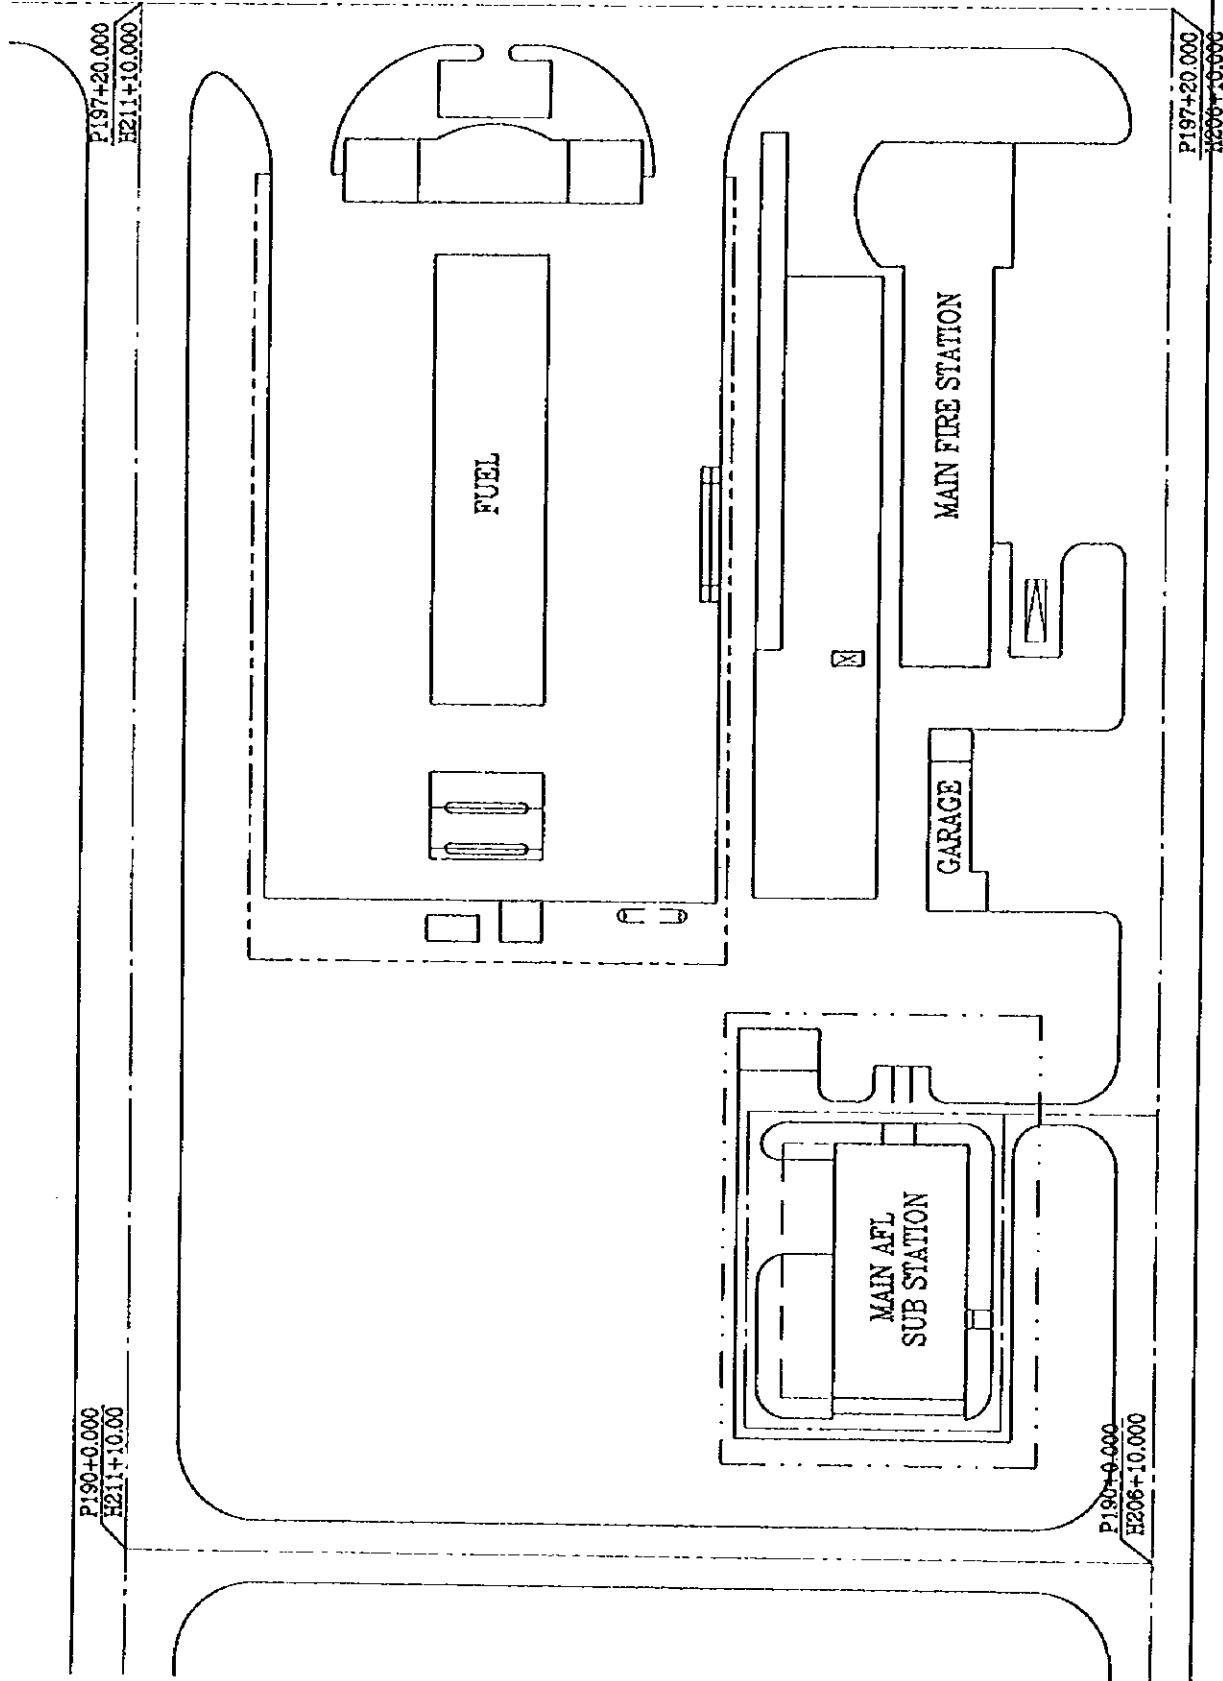 P197+20.000
H211+10.000
P197+20.000
H206+10.000
FUEL
MAIN FIRE STATION
GARAGE
MAIN AFL
SUB STATION
P190+0.000
H211+10.00
P190+0.000
H206+10.000